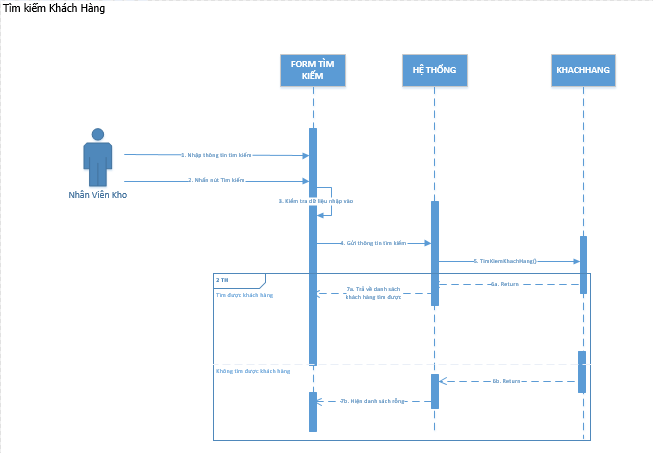 Tìm kiếm Khách Hàng
FORM TÌM
KIẾM
HỆ THỐNG
KHACHHANG
Nhân Viên Kho
1. Nhập thông tin tìm kiếm
2. Nhấn nút Tìm kiếm
3. Kiểm tra dữ liệu nhập vào
4. Gửi thông tin tìm kiếm
5. TimKiemKhachHang()
2 TH
6a. Return
Tìm được khách hàng
7a. Trả về danh sách
khách hàng tìm được
Không tìm được khách hàng
6b. Return
7b. Hiện danh sách rỗng